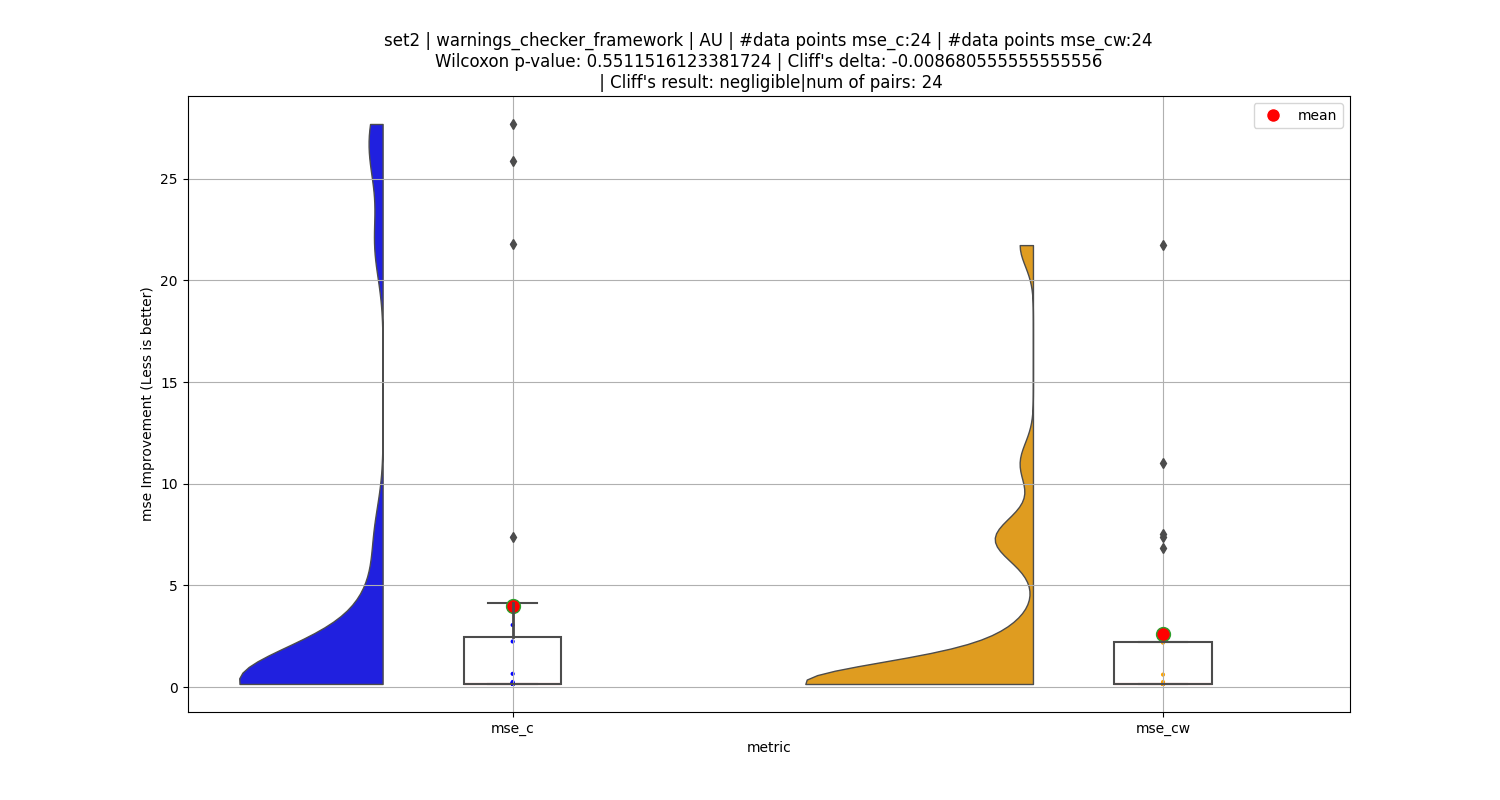 set2 | warnings_checker_framework | AU | #data points mse_c:24 | #data points mse_cw:24
Wilcoxon p-value: 0.5511516123381724 | Cliff's delta: -0.008680555555555556
| Cliff's result: negligible|num of pairs: 24
mean
25
20
15
10
5
0
mse Improvement (Less is better)
mse_c
mse_cw
metric